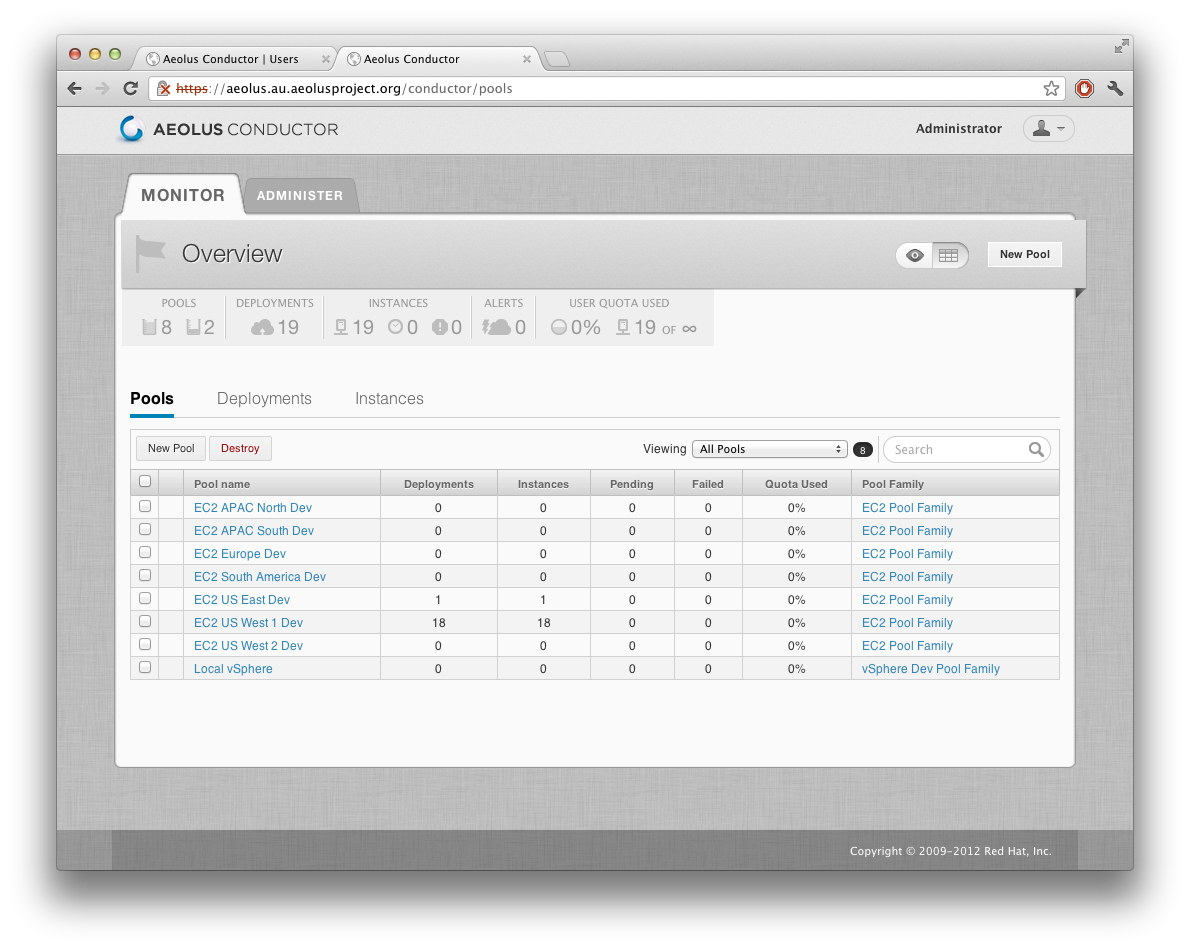 Aeolus Conductor | Users
Aeolus Conductor
https://aeolus.au.aeolusproject.org/conductor/pools
AEOLUS CONDUCTOR
Administrator
MONITOR
ADMINISTER
Overview
New Pool
POOLS DEPLOYMENTS INSTANCES ALERTS USER QUOTA USED
8 2 19 19 0 0 0 0% 19 OF ∞
Pools Deployments Instances
New Pool Destroy Viewing All Pools 8 Search
Pool name Deployments Instances Pending Failed Quota Used Pool Family
EC2 APAC North Dev 0 0 0 0 0% EC2 Pool Family
EC2 APAC South Dev 0 0 0 0 0% EC2 Pool Family
EC2 Europe Dev 0 0 0 0 0% EC2 Pool Family
EC2 South America Dev 0 0 0 0 0% EC2 Pool Family
EC2 US East Dev 1 1 0 0 0% EC2 Pool Family
EC2 US West 1 Dev 18 18 0 0 0% EC2 Pool Family
EC2 US West 2 Dev 0 0 0 0 0% EC2 Pool Family
Local vSphere 0 0 0 0 0% vSphere Dev Pool Family
Copyright © 2009-2012 Red Hat, Inc.